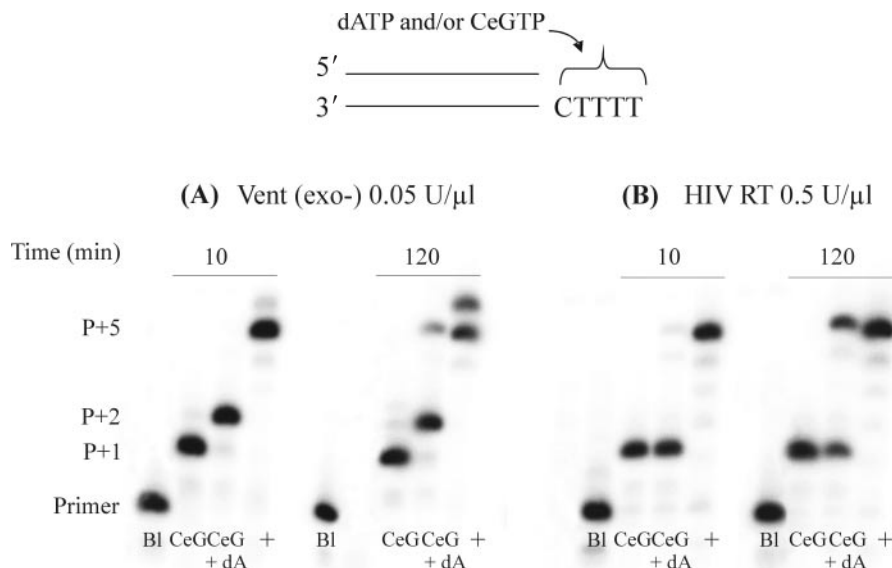 dATP and/or CeGTP
5′
3′ CTTTT
(A) Vent (exo-) 0.05 U/µl (B) HIV RT 0.5 U/µl
Time (min) 10 120 10 120
P+5
P+2
P+1
Primer
Bl CeG CeG + Bl CeG CeG + Bl CeG CeG + Bl CeG CeG +
+ dA + dA + dA + dA